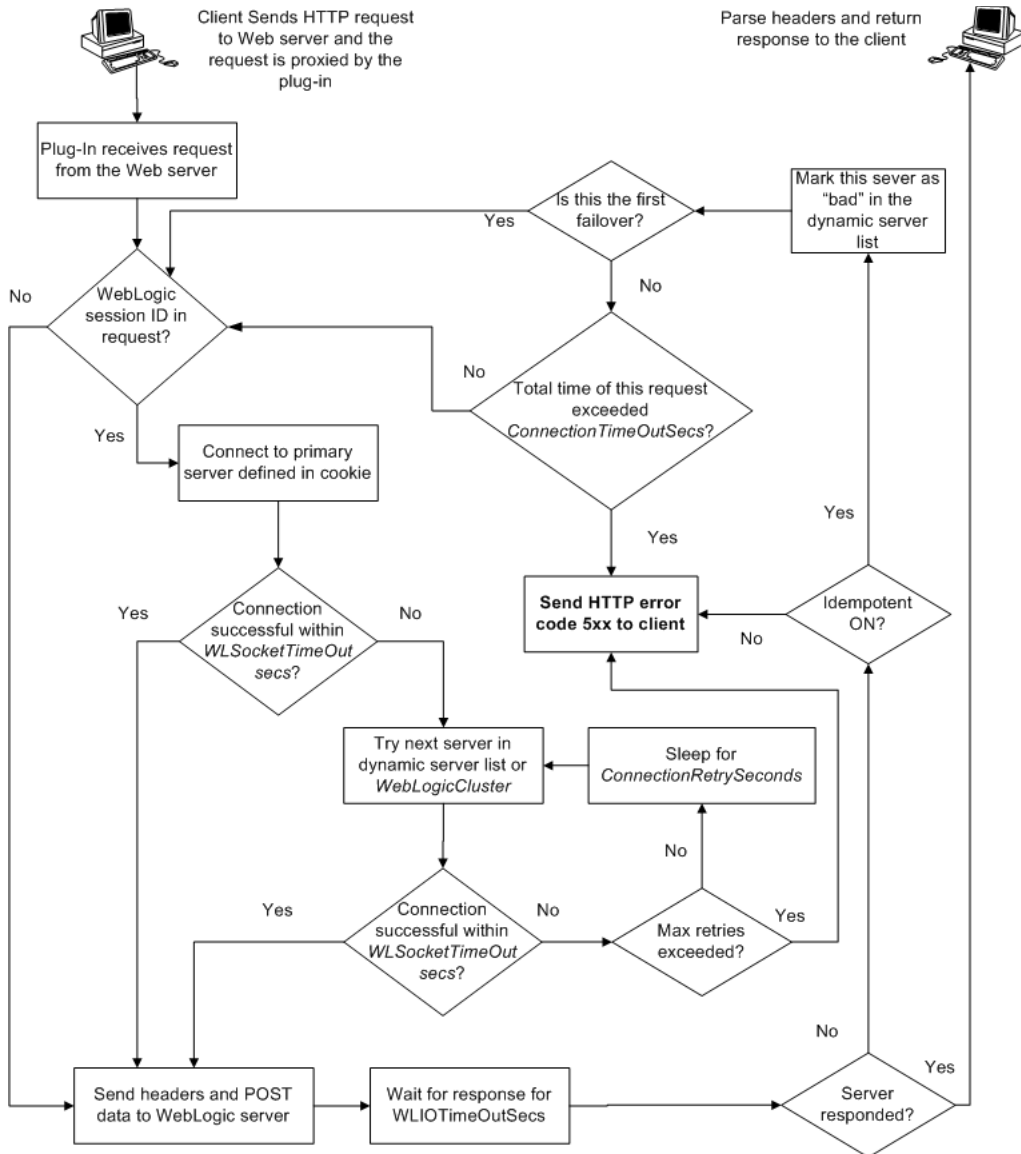 Client Sends HTTP request
to Web server and the
request is proxied by the
plug-in
Parse headers and return
response to the client
Plug-In receives request
from the Web server
Is this the first
failover?
Mark this sever as
“bad” in the
dynamic server
list
Yes
No
No
WebLogic
session ID in
request?
No
Total time of this request
exceeded
ConnectionTimeOutSecs?
Yes
Connect to primary
server defined in cookie
Yes
Yes
Send HTTP error
code 5xx to client
Idempotent
ON?
No
Yes
No
Connection
successful within
WLSocketTimeOut
secs?
Try next server in
dynamic server list or
WebLogicCluster
Sleep for
ConnectionRetrySeconds
No
Yes
No
Yes
Connection
successful within
WLSocketTimeOut
secs?
Max retries
exceeded?
No
Yes
Send headers and POST
data to WebLogic server
Wait for response for
WLIOTimeOutSecs
Server
responded?